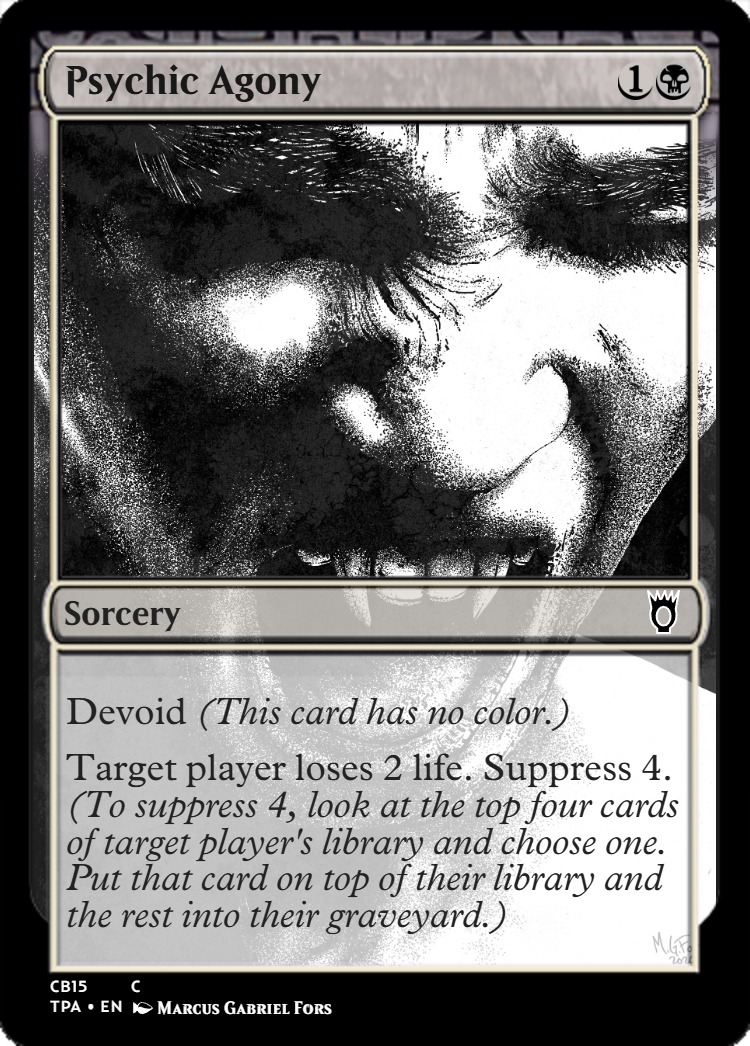 Psychic Agony 1
Sorcery
Devoid (This card has no color.)
Target player loses 2 life. Suppress 4.
(To suppress 4, look at the top four cards
of target player's library and choose one.
Put that card on top of their library and
the rest into their graveyard.)
CB15 C
TPA • EN Marcus Gabriel Fors